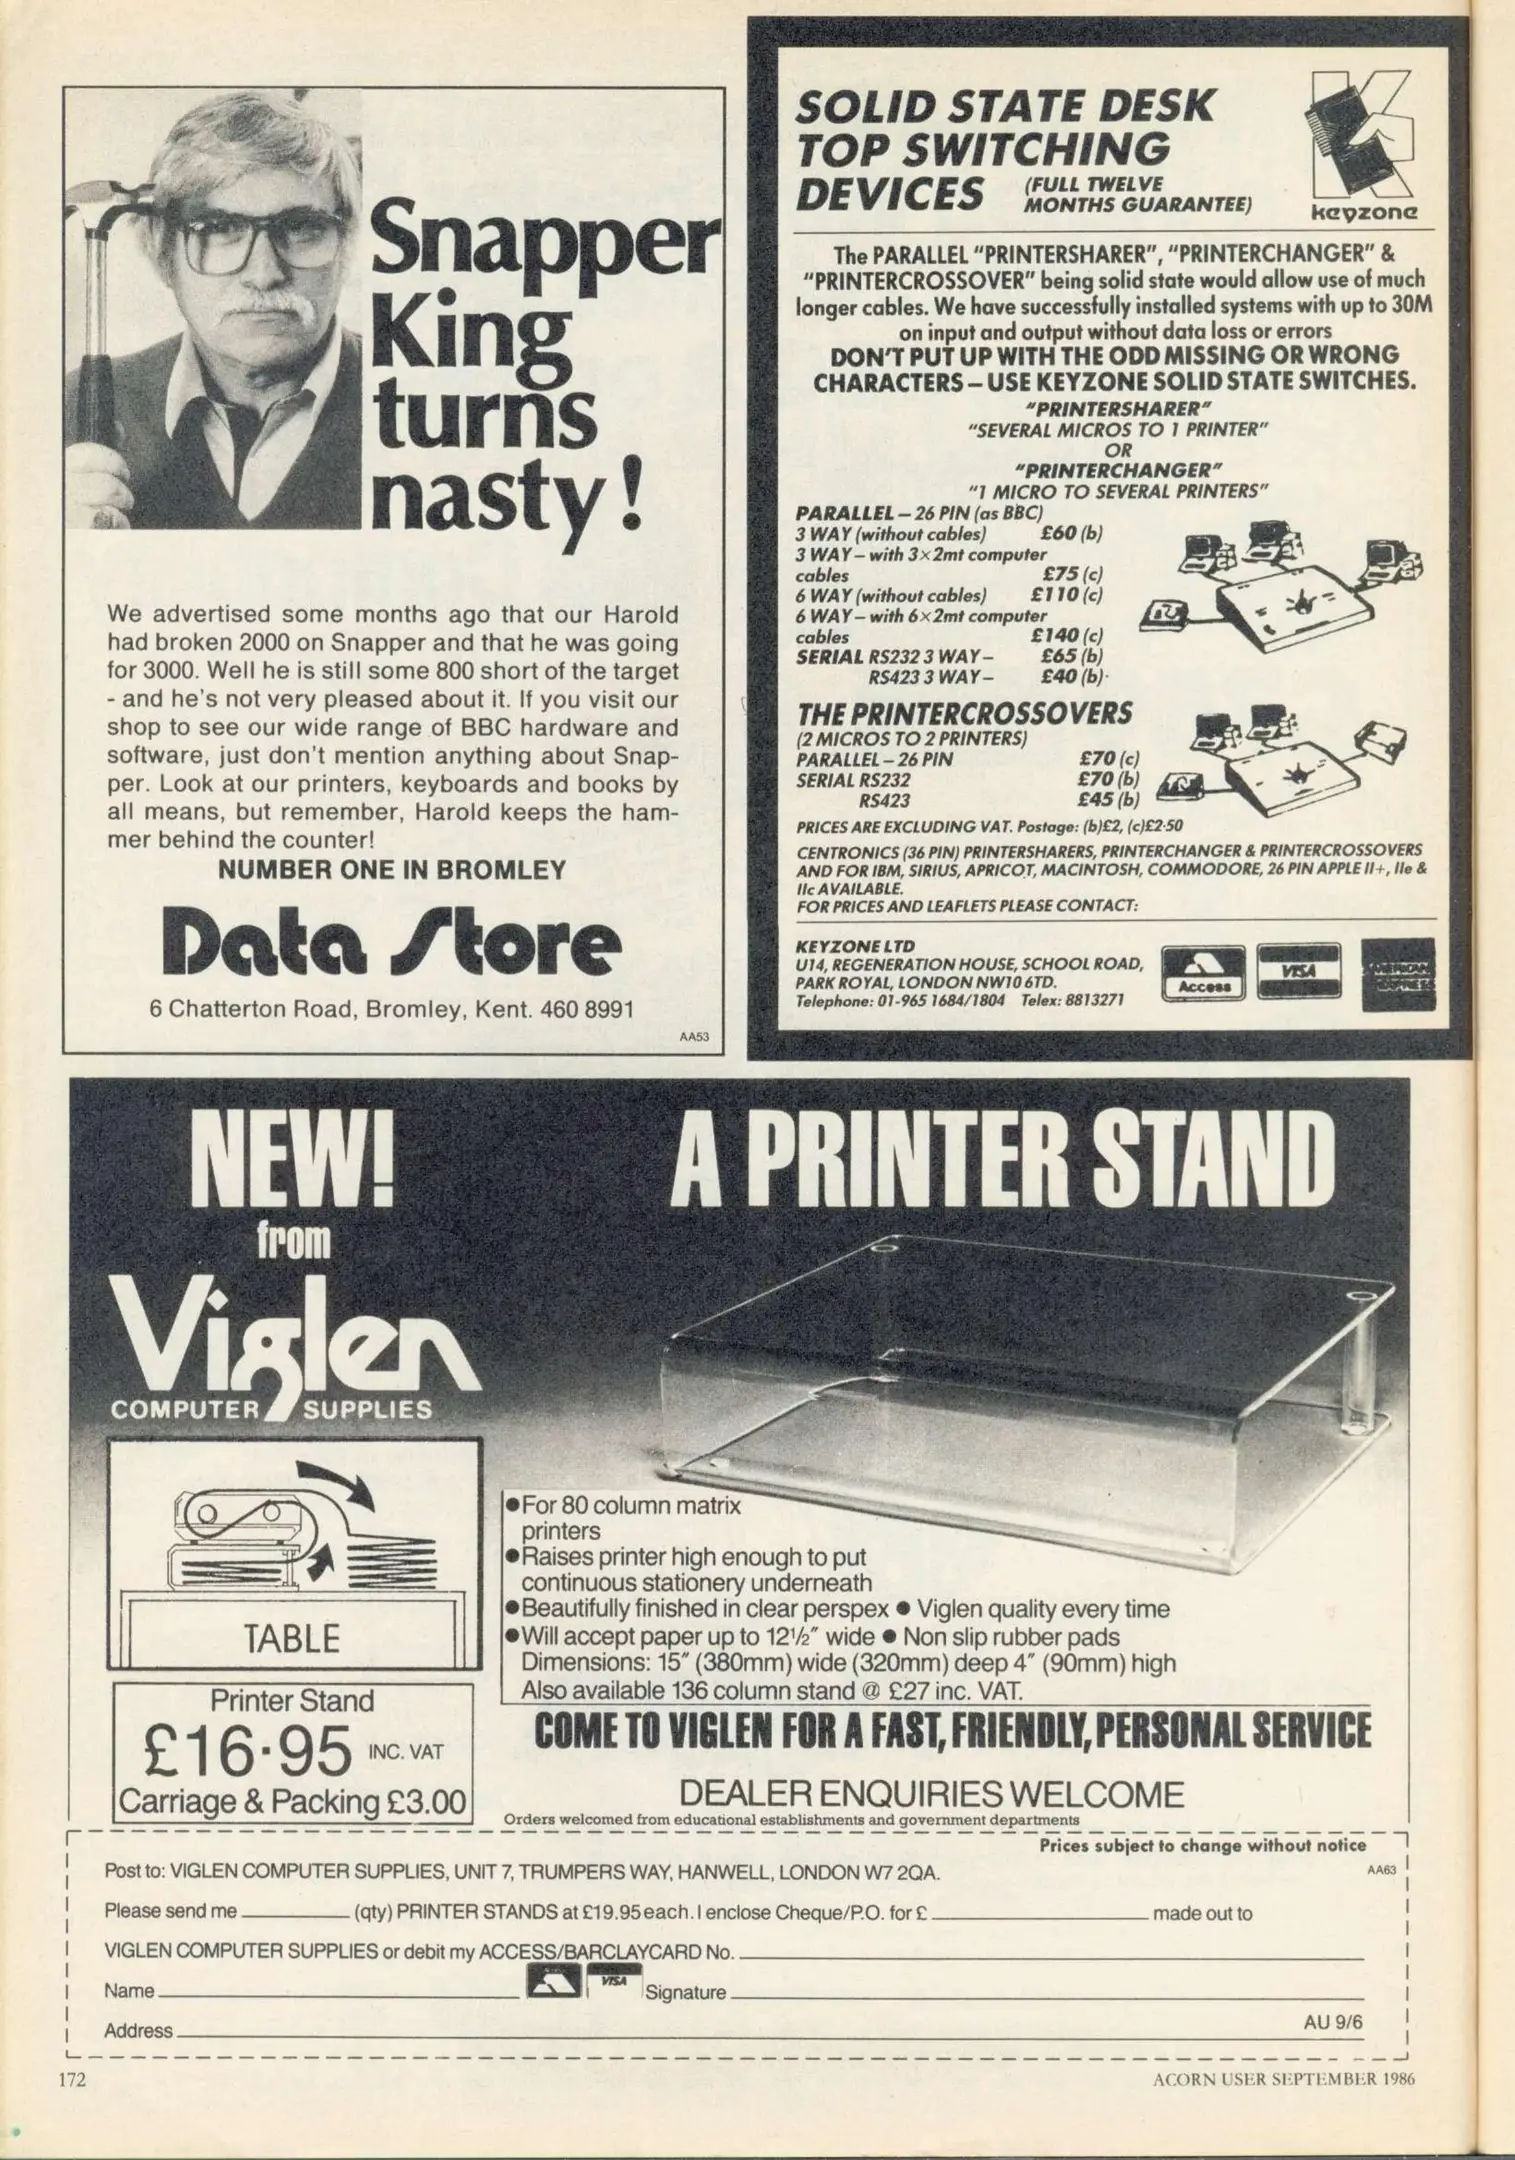 Snapper
King
turns
nasty!
We advertised some months ago that our Harold
had broken 2000 on Snapper and that he was going
for 3000. Well he is still some 800 short of the target
- and he's not very pleased about it. If you visit our
shop to see our wide range of BBC hardware and
software, just don't mention anything about Snap-
per. Look at our printers, keyboards and books by
all means, but remember, Harold keeps the ham-
mer behind the counter!
NUMBER ONE IN BROMLEY
Data Store
6 Chatterton Road, Bromley, Kent. 460 8991
AA53
SOLID STATE DESK
TOP SWITCHING
DEVICES (FULL TWELVE
MONTHS GUARANTEE)
keyzone
The PARALLEL "PRINTERSHARER", "PRINTERCHANGER" &
"PRINTERCROSSOVER" being solid state would allow use of much
longer cables. We have successfully installed systems with up to 30M
on input and output without data loss or errors
DON'T PUT UP WITH THE ODD MISSING OR WRONG
CHARACTERS – USE KEYZONE SOLID STATE SWITCHES.
"PRINTERSHARER"
"SEVERAL MICROS TO 1 PRINTER"
OR
"PRINTERCHANGER"
"1 MICRO TO SEVERAL PRINTERS"
PARALLEL – 26 PIN (as BBC)
3 WAY (without cables) £60 (b)
3 WAY – with 3×2mt computer
cables £75 (c)
6 WAY (without cables) £110 (c)
6 WAY – with 6×2mt computer
cables £140 (c)
SERIAL RS232 3 WAY – £65 (b)
RS423 3 WAY – £40 (b)
THE PRINTERCROSSOVERS
(2 MICROS TO 2 PRINTERS)
PARALLEL – 26 PIN £70 (c)
SERIAL RS232 £70 (b)
RS423 £45 (b)
PRICES ARE EXCLUDING VAT. Postage: (b)£2, (c)£2·50
CENTRONICS (36 PIN) PRINTERSHARERS, PRINTERCHANGER & PRINTERCROSSOVERS
AND FOR IBM, SIRIUS, APRICOT, MACINTOSH, COMMODORE, 26 PIN APPLE II+, IIe &
IIc AVAILABLE.
FOR PRICES AND LEAFLETS PLEASE CONTACT:
KEYZONE LTD
U14, REGENERATION HOUSE, SCHOOL ROAD,
PARK ROYAL, LONDON NW10 6TD.
Telephone: 01-965 1684/1804 Telex: 8813271
Access
VISA
AMERICAN
EXPRESS
NEW! A PRINTER STAND
from
Viglen
COMPUTER SUPPLIES
TABLE
Printer Stand
£16·95 INC. VAT
Carriage & Packing £3.00
●For 80 column matrix
printers
●Raises printer high enough to put
continuous stationery underneath
●Beautifully finished in clear perspex ● Viglen quality every time
●Will accept paper up to 12½″ wide ● Non slip rubber pads
Dimensions: 15″ (380mm) wide (320mm) deep 4″ (90mm) high
Also available 136 column stand @ £27 inc. VAT.
COME TO VIGLEN FOR A FAST, FRIENDLY, PERSONAL SERVICE
DEALER ENQUIRIES WELCOME
Orders welcomed from educational establishments and government departments
Prices subject to change without notice
Post to: VIGLEN COMPUTER SUPPLIES, UNIT 7, TRUMPERS WAY, HANWELL, LONDON W7 2QA. AA63
Please send me (qty) PRINTER STANDS at £19.95 each. I enclose Cheque/P.O. for £ made out to
VIGLEN COMPUTER SUPPLIES or debit my ACCESS/BARCLAYCARD No.
Name VISA Signature
Address AU 9/6
172 ACORN USER SEPTEMBER 1986